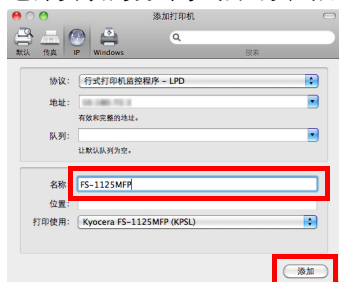 添加打印机
默认 传真 IP Windows 搜索
协议: 行式打印机监控程序 – LPD
地址:
有效和完整的地址。
队列:
让默认队列为空。
名称: FS-1125MFP
位置:
打印使用: Kyocera FS-1125MFP (KPSL)
添加